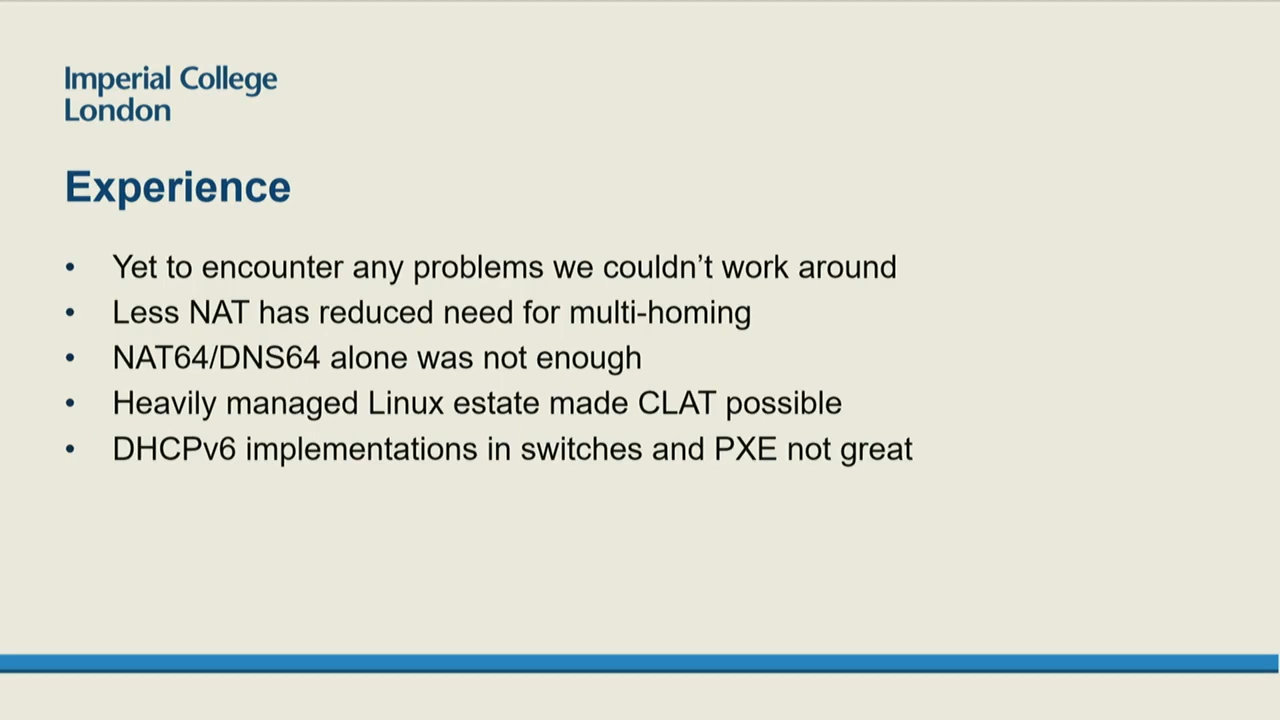 Imperial College
London
Experience
• Yet to encounter any problems we couldn’t work around
• Less NAT has reduced need for multi-homing
• NAT64/DNS64 alone was not enough
• Heavily managed Linux estate made CLAT possible
• DHCPv6 implementations in switches and PXE not great